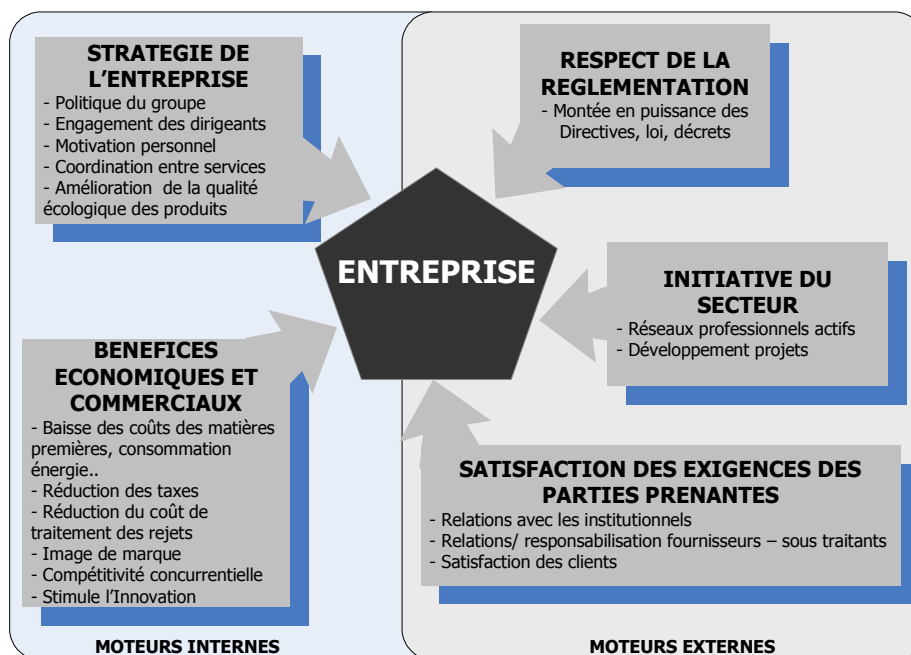 STRATEGIE DE
L'ENTREPRISE
- Politique du groupe
- Engagement des dirigeants
- Motivation personnel
- Coordination entre services
- Amélioration  de la qualité
écologique des produits
RESPECT DE LA
REGLEMENTATION
- Montée en puissance des
Directives, loi, décrets
ENTREPRISE
INITIATIVE DU
SECTEUR
- Réseaux professionnels actifs
- Développement projets
BENEFICES
ECONOMIQUES ET
COMMERCIAUX
- Baisse des coûts des matières
premières, consommation
énergie..
- Réduction des taxes
- Réduction du coût de
traitement des rejets
- Image de marque
- Compétitivité concurrentielle
- Stimule l'Innovation
SATISFACTION DES EXIGENCES DES
PARTIES PRENANTES
- Relations avec les institutionnels
- Relations/ responsabilisation fournisseurs – sous traitants
- Satisfaction des clients
MOTEURS INTERNES
MOTEURS EXTERNES